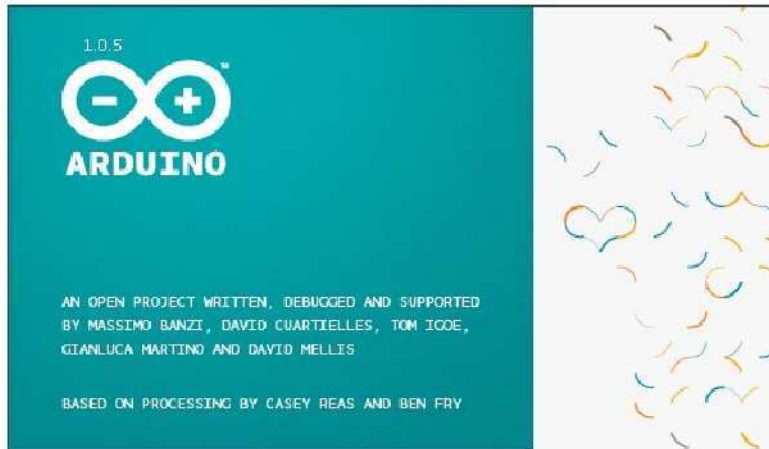 1.0.5
™
ARDUINO
AN OPEN PROJECT WRITTEN, DEBUGGED AND SUPPORTED
BY MASSIMO BANZI, DAVID CUARTIELLES, TOM IGOE,
GIANLUCA MARTINO AND DAVID MELLIS
BASED ON PROCESSING BY CASEY REAS AND BEN FRY